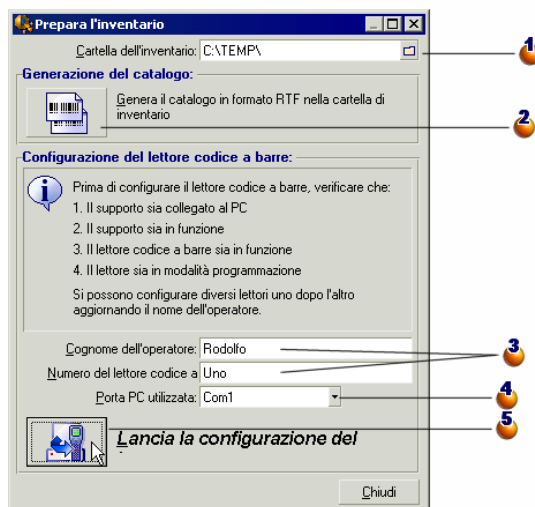 Prepara l'inventario
Cartella dell'inventario: C:\TEMP\
1
Generazione del catalogo:
Genera il catalogo in formato RTF nella cartella di
inventario
2
Configurazione del lettore codice a barre:
Prima di configurare il lettore codice a barre, verificare che:
1. Il supporto sia collegato al PC
2. Il supporto sia in funzione
3. Il lettore codice a barre sia in funzione
4. Il lettore sia in modalità programmazione
Si possono configurare diversi lettori uno dopo l'altro
aggiornando il nome dell'operatore.
Cognome dell'operatore: Rodolfo
3
Numero del lettore codice a Uno
Porta PC utilizzata: Com1
4
5
Lancia la configurazione del
Chiudi